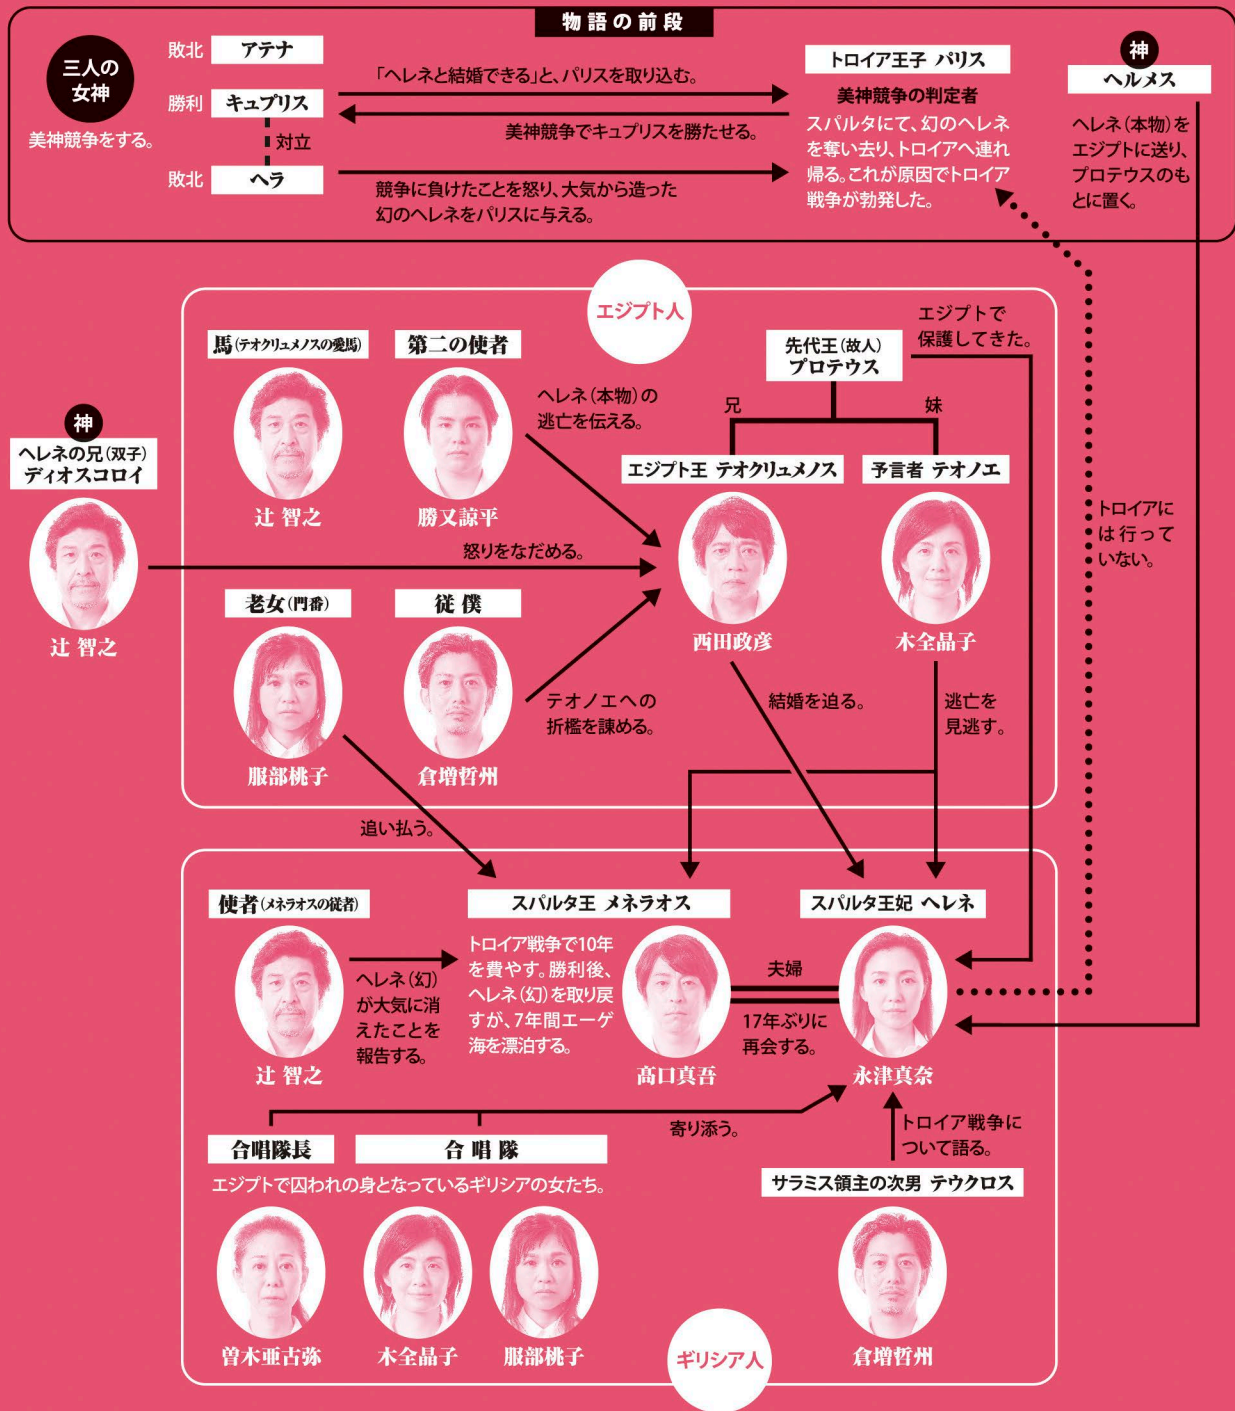 物語の前段
三人の
女神
美神競争をする。
敗北 アテナ
勝利 キュプリス
対立
敗北 ヘラ
「ヘレネと結婚できる」と、パリスを取り込む。
美神競争でキュプリスを勝たせる。
競争に負けたことを怒り、大気から造った
幻のヘレネをパリスに与える。
トロイア王子 パリス
美神競争の判定者
スパルタにて、幻のヘレネ
を奪い去り、トロイアへ連れ
帰る。これが原因でトロイア
戦争が勃発した。
神
ヘルメス
ヘレネ（本物）を
エジプトに送り、
プロテウスのも
とに置く。
エジプト人
馬（テオクリュメノスの愛馬）
辻 智之
第二の使者
勝又諒平
ヘレネ（本物）の
逃亡を伝える。
先代王（故人）
プロテウス
エジプトで
保護してきた。
兄
妹
神
ヘレネの兄（双子）
ディオスコロイ
辻 智之
怒りをなだめる。
エジプト王 テオクリュメノス
西田政彦
予言者 テオノエ
木全晶子
トロイアに
は行って
いない。
老女（門番）
服部桃子
従僕
倉増哲州
テオノエへの
折檻を諌める。
結婚を迫る。
逃亡を
見逃す。
追い払う。
使者（メネラオスの従者）
辻 智之
ヘレネ（幻）
が大気に消
えたことを
報告する。
スパルタ王 メネラオス
トロイア戦争で10年
を費やす。勝利後、
ヘレネ（幻）を取り戻
すが、7年間エーゲ
海を漂泊する。
髙口真吾
夫婦
17年ぶりに
再会する。
スパルタ王妃 ヘレネ
永津真奈
寄り添う。
トロイア戦争に
ついて語る。
合唱隊長
合唱隊
エジプトで囚われの身となっているギリシアの女たち。
曽木亜古弥
木全晶子
服部桃子
サラミス領主の次男 テウクロス
倉増哲州
ギリシア人